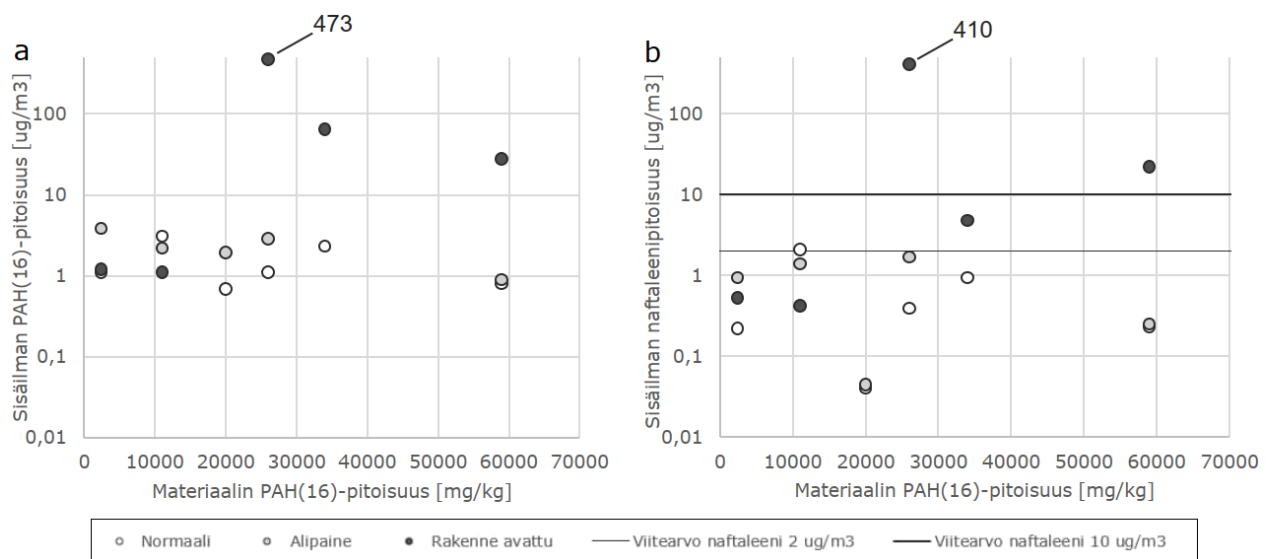 a
473
Sisäilman PAH(16)-pitoisuus [ug/m3]
100
10
1
0,1
0,01
0 10000 20000 30000 40000 50000 60000 70000
Materiaalin PAH(16)-pitoisuus [mg/kg]
b
410
Sisäilman naftaleenipitoisuus [ug/m3]
100
10
1
0,1
0,01
0 10000 20000 30000 40000 50000 60000 70000
Materiaalin PAH(16)-pitoisuus [mg/kg]
Normaali Alipaine Rakenne avattu Viitearvo naftaleeni 2 ug/m3 Viitearvo naftaleeni 10 ug/m3